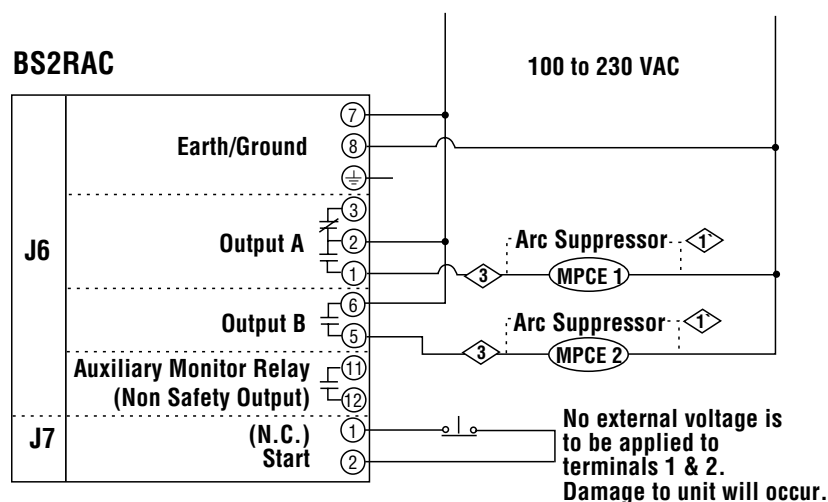 BS2RAC
100 to 230 VAC
7
Earth/Ground
8
3
J6
Output A
2
Arc Suppressor
1`
1
3
MPCE 1
6
Output B
Arc Suppressor
1`
5
3
MPCE 2
Auxiliary Monitor Relay
11
(Non Safety Output)
12
J7
(N.C.)
1
Start
2
No external voltage is
to be applied to
terminals 1 & 2.
Damage to unit will occur.